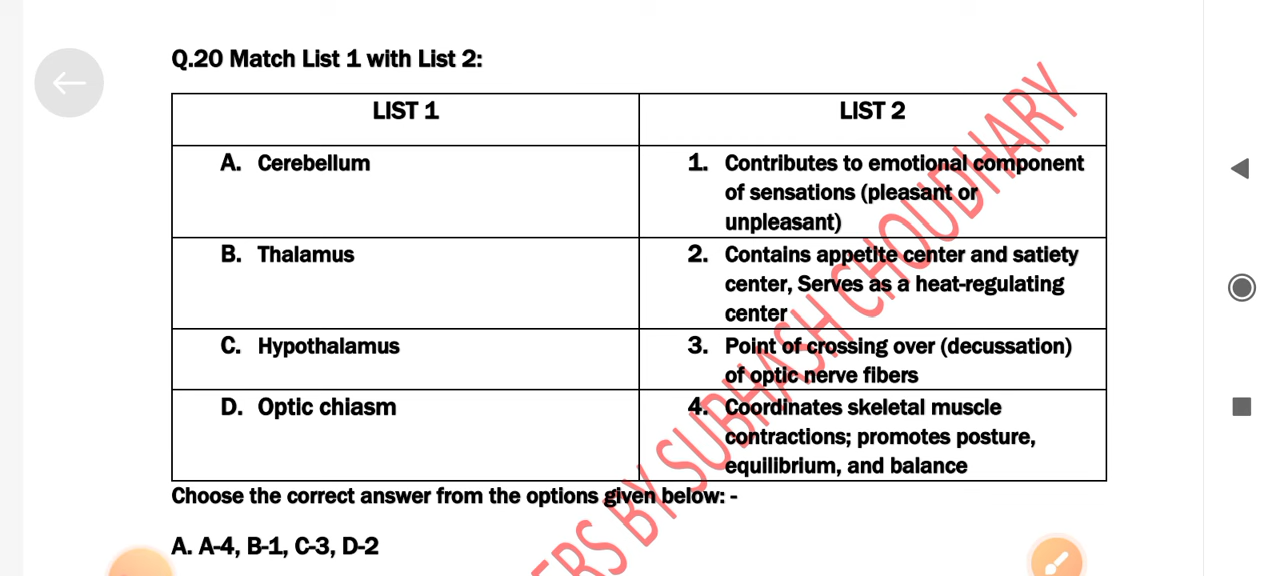 Q.20 Match List 1 with List 2:
LIST 1
LIST 2
A. Cerebellum
1. Contributes to emotional component
of sensations (pleasant or
unpleasant)
B. Thalamus
2. Contains appetite center and satiety
center, Serves as a heat-regulating
center
C. Hypothalamus
3. Point of crossing over (decussation)
of optic nerve fibers
D. Optic chiasm
4. Coordinates skeletal muscle
contractions; promotes posture,
equilibrium, and balance
Choose the correct answer from the options given below: -
A. A-4, B-1, C-3, D-2
BY SUBHASH CHOUDHARY